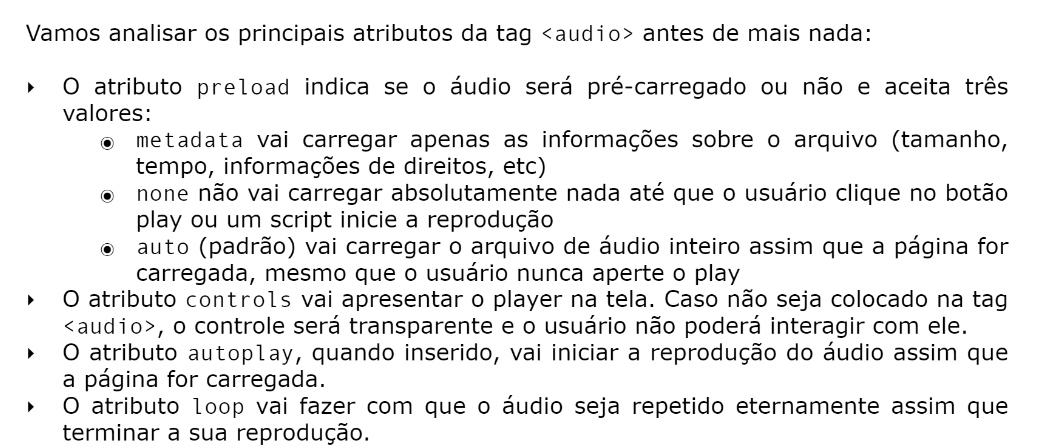 Vamos analisar os principais atributos da tag <audio> antes de mais nada:
‣ O atributo preload indica se o áudio será pré-carregado ou não e aceita três
valores:
◉ metadata vai carregar apenas as informações sobre o arquivo (tamanho,
tempo, informações de direitos, etc)
◉ none não vai carregar absolutamente nada até que o usuário clique no botão
play ou um script inicie a reprodução
◉ auto (padrão) vai carregar o arquivo de áudio inteiro assim que a página for
carregada, mesmo que o usuário nunca aperte o play
‣ O atributo controls vai apresentar o player na tela. Caso não seja colocado na tag
<audio>, o controle será transparente e o usuário não poderá interagir com ele.
‣ O atributo autoplay, quando inserido, vai iniciar a reprodução do áudio assim que
a página for carregada.
‣ O atributo loop vai fazer com que o áudio seja repetido eternamente assim que
terminar a sua reprodução.